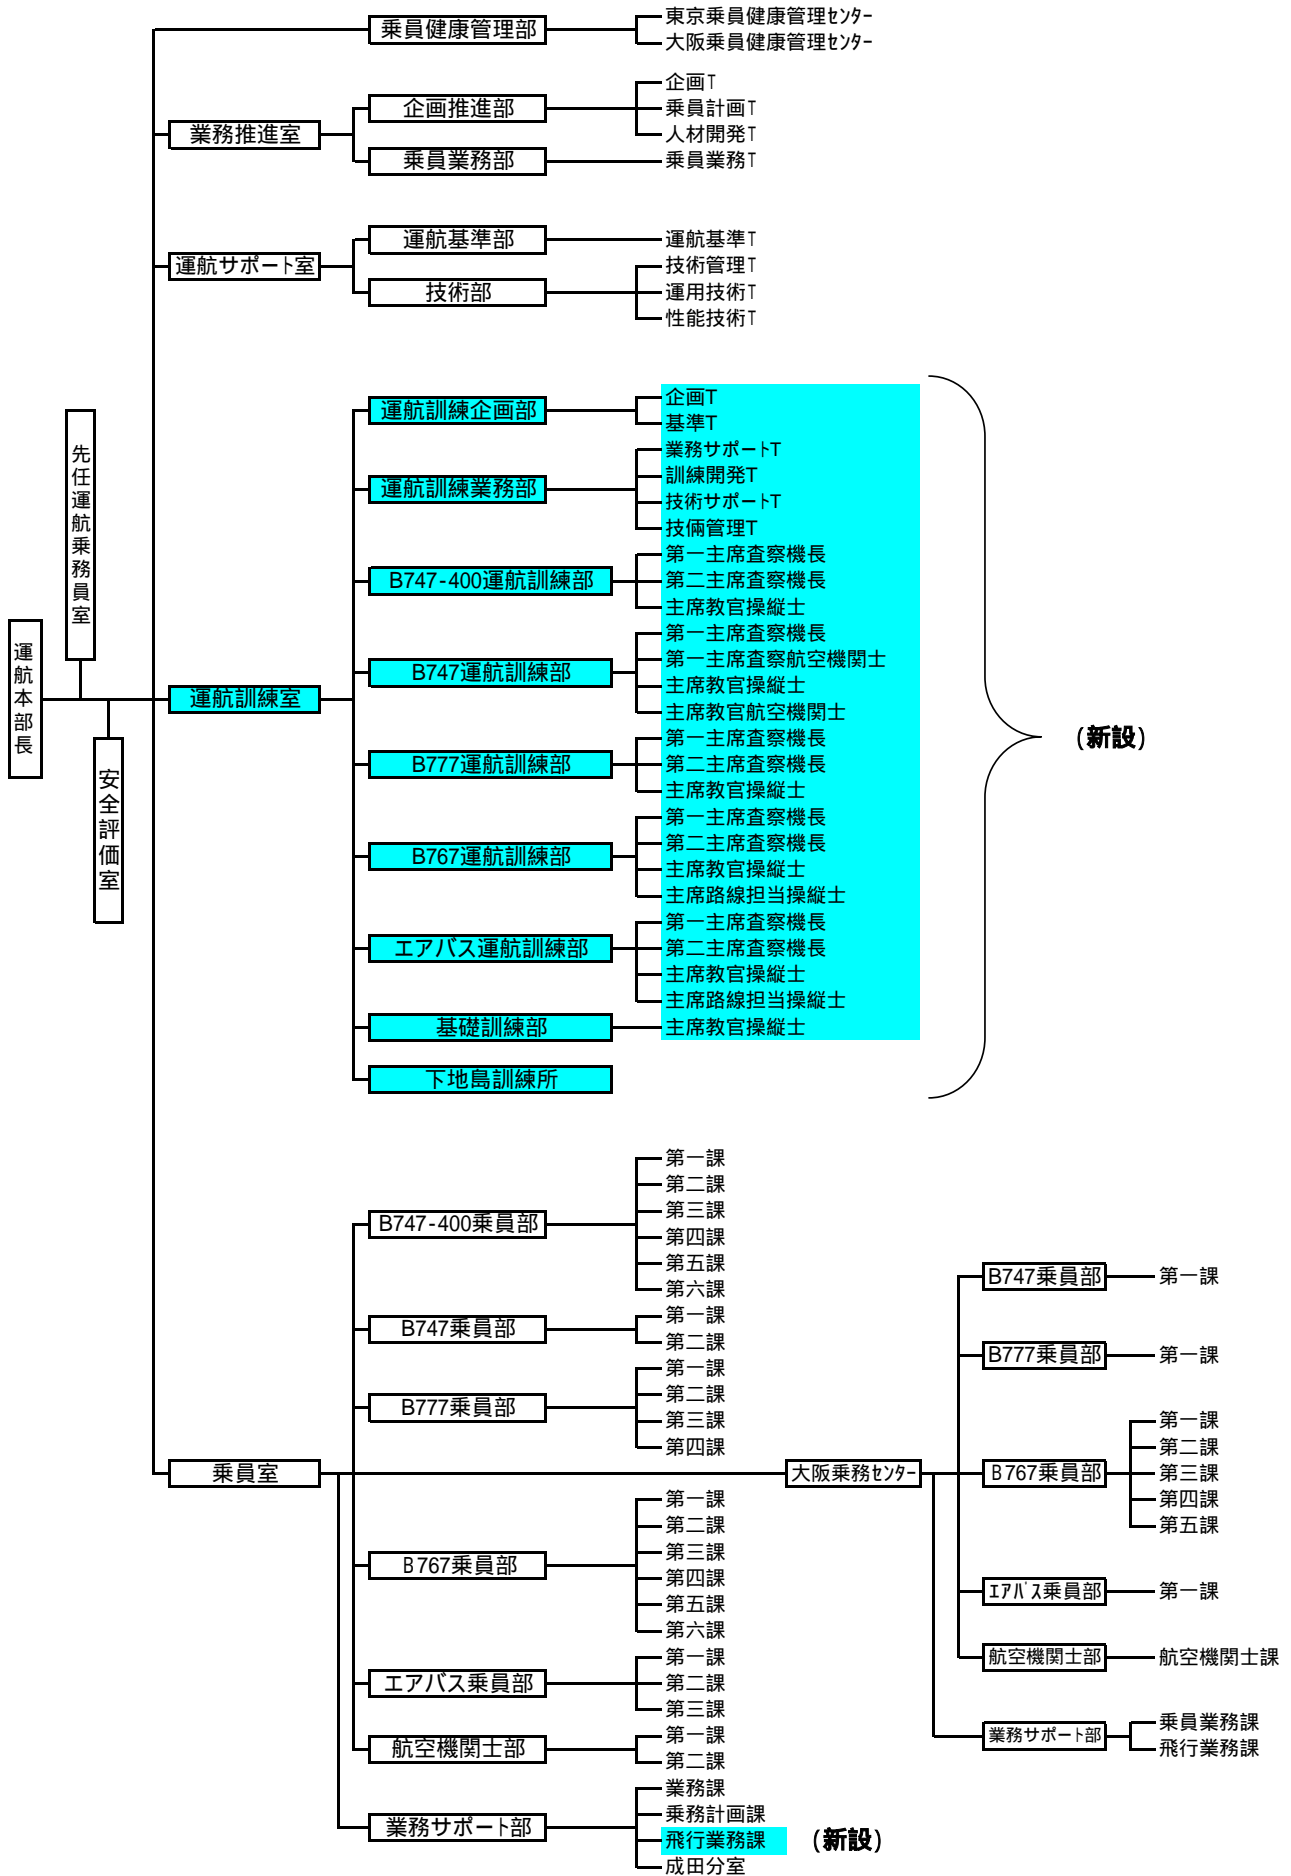 乗員健康管理部
東京乗員健康管理センター
大阪乗員健康管理センター
業務推進室
企画推進部
企画T
乗員計画T
人材開発T
乗員業務部
乗員業務T
運航サポート室
運航基準部
運航基準T
技術部
技術管理T
運用技術T
性能技術T
運航本部長
先任運航乗務員室
安全評価室
運航訓練室
運航訓練企画部
企画T
基準T
運航訓練業務部
業務サポートT
訓練開発T
技術サポートT
技倆管理T
B747-400運航訓練部
第一主席査察機長
第二主席査察機長
主席教官操縦士
B747運航訓練部
第一主席査察機長
第一主席査察航空機関士
主席教官操縦士
主席教官航空機関士
B777運航訓練部
第一主席査察機長
第二主席査察機長
主席教官操縦士
B767運航訓練部
第一主席査察機長
第二主席査察機長
主席教官操縦士
主席路線担当操縦士
エアバス運航訓練部
第一主席査察機長
第二主席査察機長
主席教官操縦士
主席路線担当操縦士
基礎訓練部
主席教官操縦士
下地島訓練所
(新設)
乗員室
B747-400乗員部
第一課
第二課
第三課
第四課
第五課
第六課
B747乗員部
第一課
第二課
B777乗員部
第一課
第二課
第三課
第四課
B767乗員部
第一課
第二課
第三課
第四課
第五課
第六課
エアバス乗員部
第一課
第二課
第三課
航空機関士部
第一課
第二課
業務サポート部
業務課
乗務計画課
飛行業務課
(新設)
成田分室
大阪乗務センター
B747乗員部
第一課
B777乗員部
第一課
B767乗員部
第一課
第二課
第三課
第四課
第五課
エアバス乗員部
第一課
航空機関士部
航空機関士課
業務サポート部
乗員業務課
飛行業務課